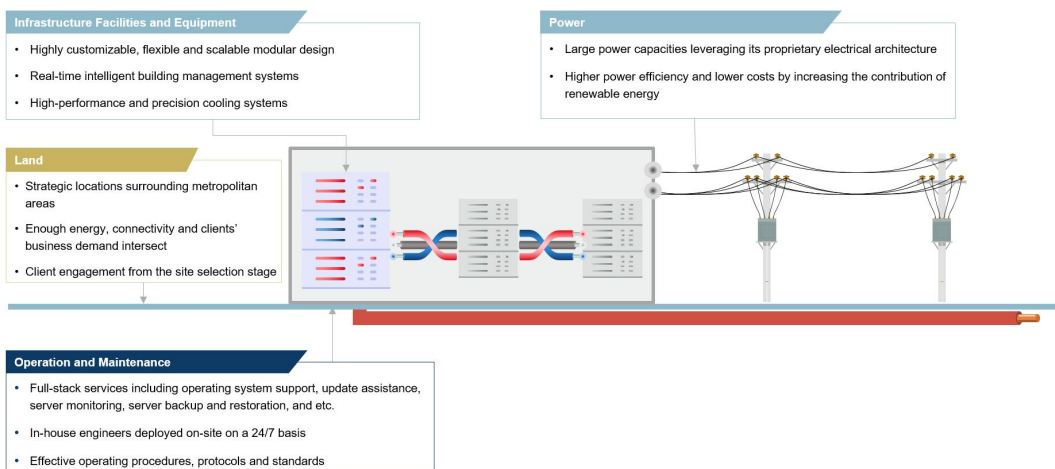 Infrastructure Facilities and Equipment
• Highly customizable, flexible and scalable modular design
• Real-time intelligent building management systems
• High-performance and precision cooling systems
Power
• Large power capacities leveraging its proprietary electrical architecture
• Higher power efficiency and lower costs by increasing the contribution of
renewable energy
Land
• Strategic locations surrounding metropolitan
areas
• Enough energy, connectivity and clients'
business demand intersect
• Client engagement from the site selection stage
Operation and Maintenance
• Full-stack services including operating system support, update assistance,
server monitoring, server backup and restoration, and etc.
• In-house engineers deployed on-site on a 24/7 basis
• Effective operating procedures, protocols and standards